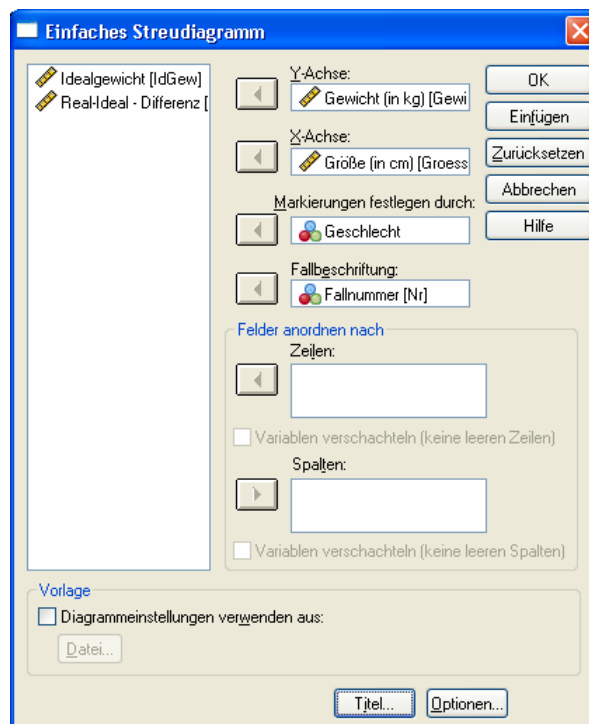 Einfaches Streudiagramm
Idealgewicht [IdGew]
Real-Ideal - Differenz [
Y-Achse:
Gewicht (in kg) [Gewi
X-Achse:
Größe (in cm) [Groess
Markierungen festlegen durch:
Geschlecht
Fallbeschriftung:
Fallnummer [Nr]
OK
Einfügen
Zurücksetzen
Abbrechen
Hilfe
Felder anordnen nach
Zeilen:
Variablen verschachteln (keine leeren Zeilen)
Spalten:
Variablen verschachteln (keine leeren Spalten)
Vorlage
Diagrammeinstellungen verwenden aus:
Datei...
Titel...
Optionen...